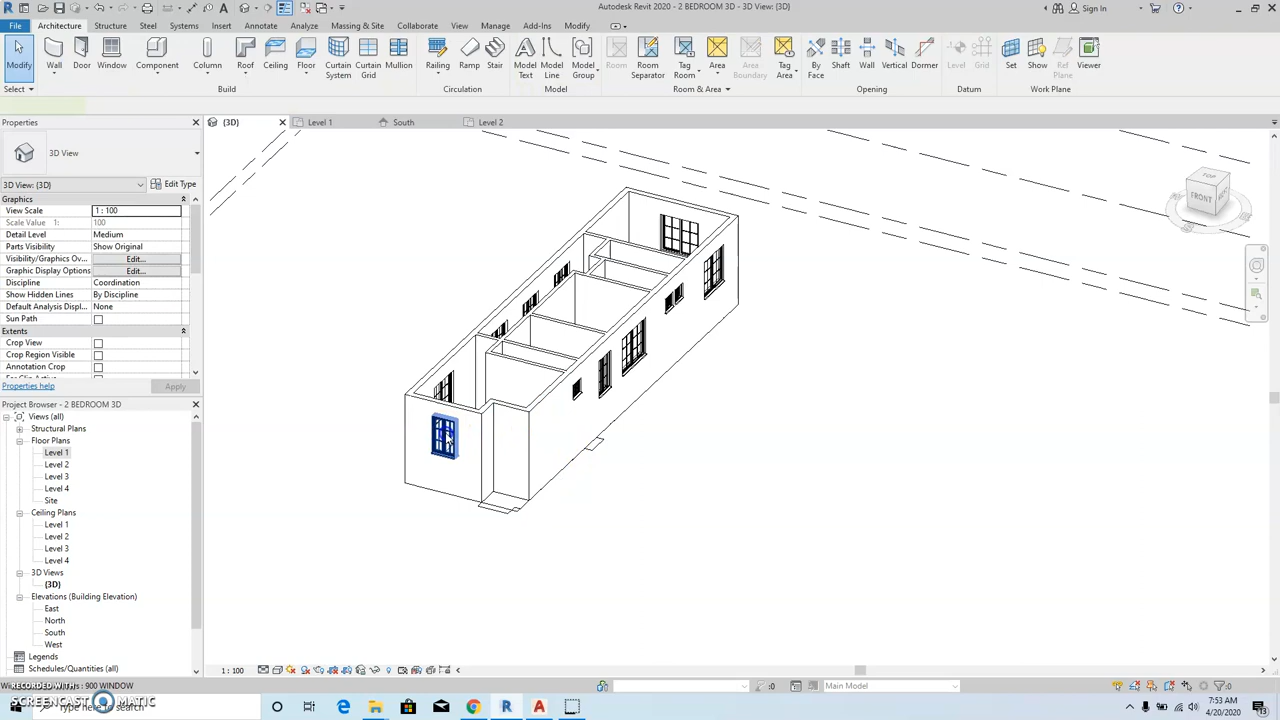 Autodesk Revit 2020 - 2 BEDROOM 3D - 3D View: {3D}
Sign In
File Architecture Structure Steel Systems Insert Annotate Analyze Massing & Site Collaborate View Manage Add-Ins Modify
Modify Wall Door Window Component Column Roof Ceiling Floor Curtain System Curtain Grid Mullion Railing Ramp Stair Model Text Model Line Model Group Room Room Separator Tag Room Area Area Boundary Tag Area By Face Shaft Wall Vertical Dormer Level Grid Set Show Ref Plane Viewer
Select Build Circulation Model Room & Area Opening Datum Work Plane
Properties
{3D} Level 1 South Level 2
3D View
3D View: {3D} Edit Type
Graphics
View Scale 1 : 100
Scale Value 1: 100
Detail Level Medium
Parts Visibility Show Original
Visibility/Graphics Ov... Edit...
Graphic Display Options Edit...
Discipline Coordination
Show Hidden Lines By Discipline
Default Analysis Displ... None
Sun Path
Extents
Crop View
Crop Region Visible
Annotation Crop
Properties help Apply
Project Browser - 2 BEDROOM 3D
Views (all)
Structural Plans
Floor Plans
Level 1
Level 2
Level 3
Level 4
Site
Ceiling Plans
Level 1
Level 2
Level 3
Level 4
3D Views
{3D}
Elevations (Building Elevation)
East
North
South
West
Legends
Schedules/Quantities (all)
TOP
FRONT
1 : 100
RECORDED WITH
: 900 WINDOW
:0
Main Model
:0
SCREENCAST MATIC
7:53 AM
4/20/2020